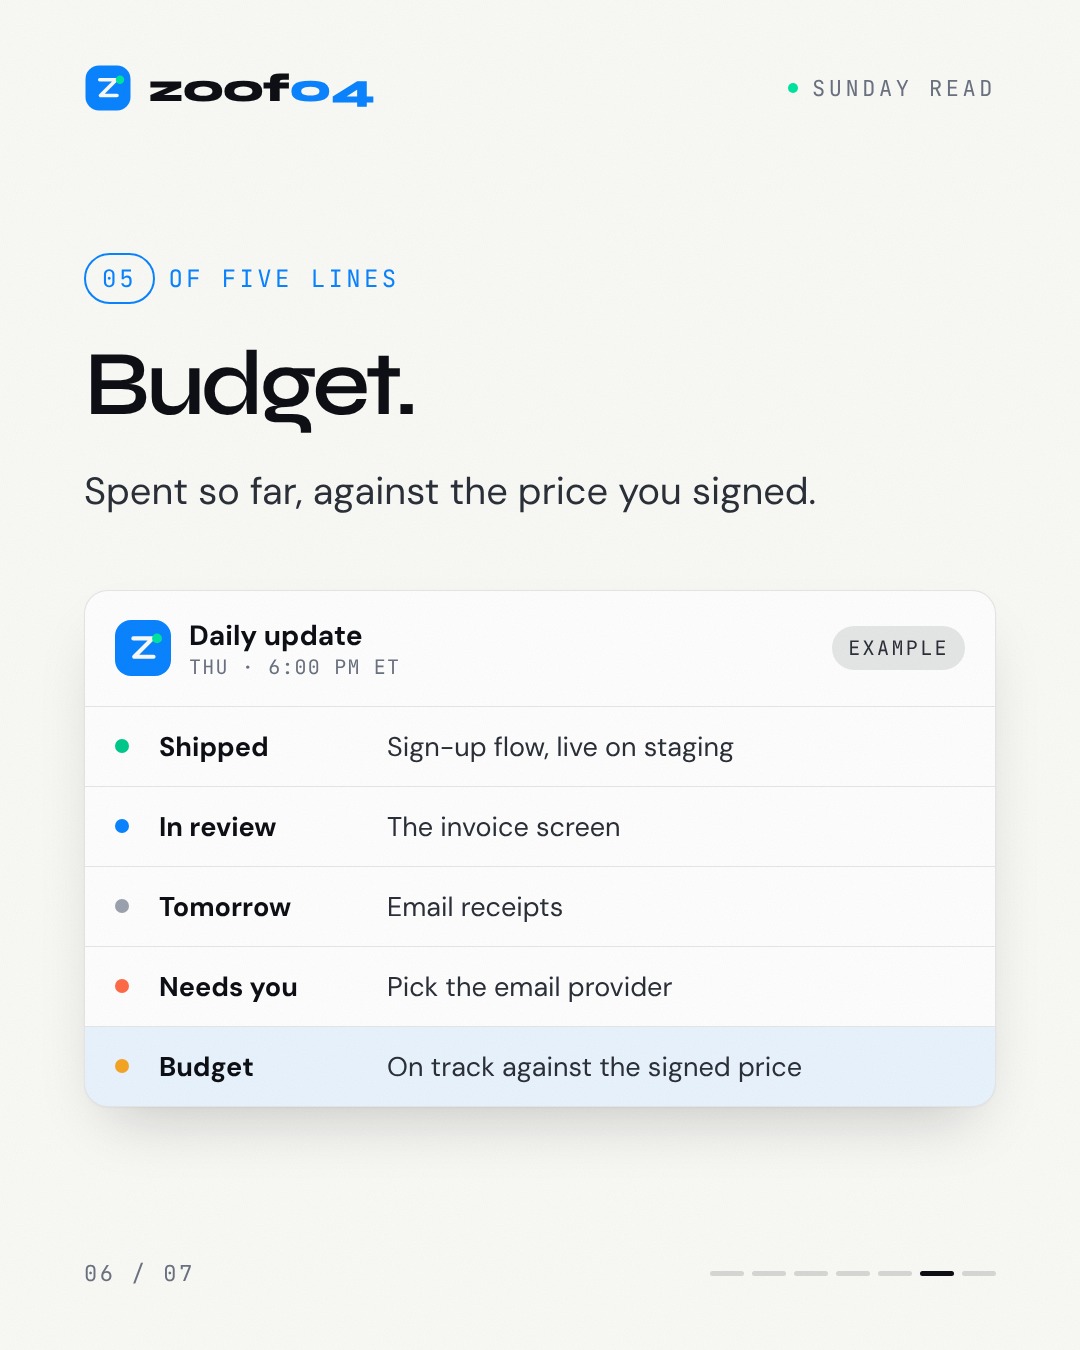 Z zoof04
SUNDAY READ
05 OF FIVE LINES
Budget.
Spent so far, against the price you signed.
Z Daily update
THU · 6:00 PM ET
EXAMPLE
Shipped Sign-up flow, live on staging
In review The invoice screen
Tomorrow Email receipts
Needs you Pick the email provider
Budget On track against the signed price
06 / 07